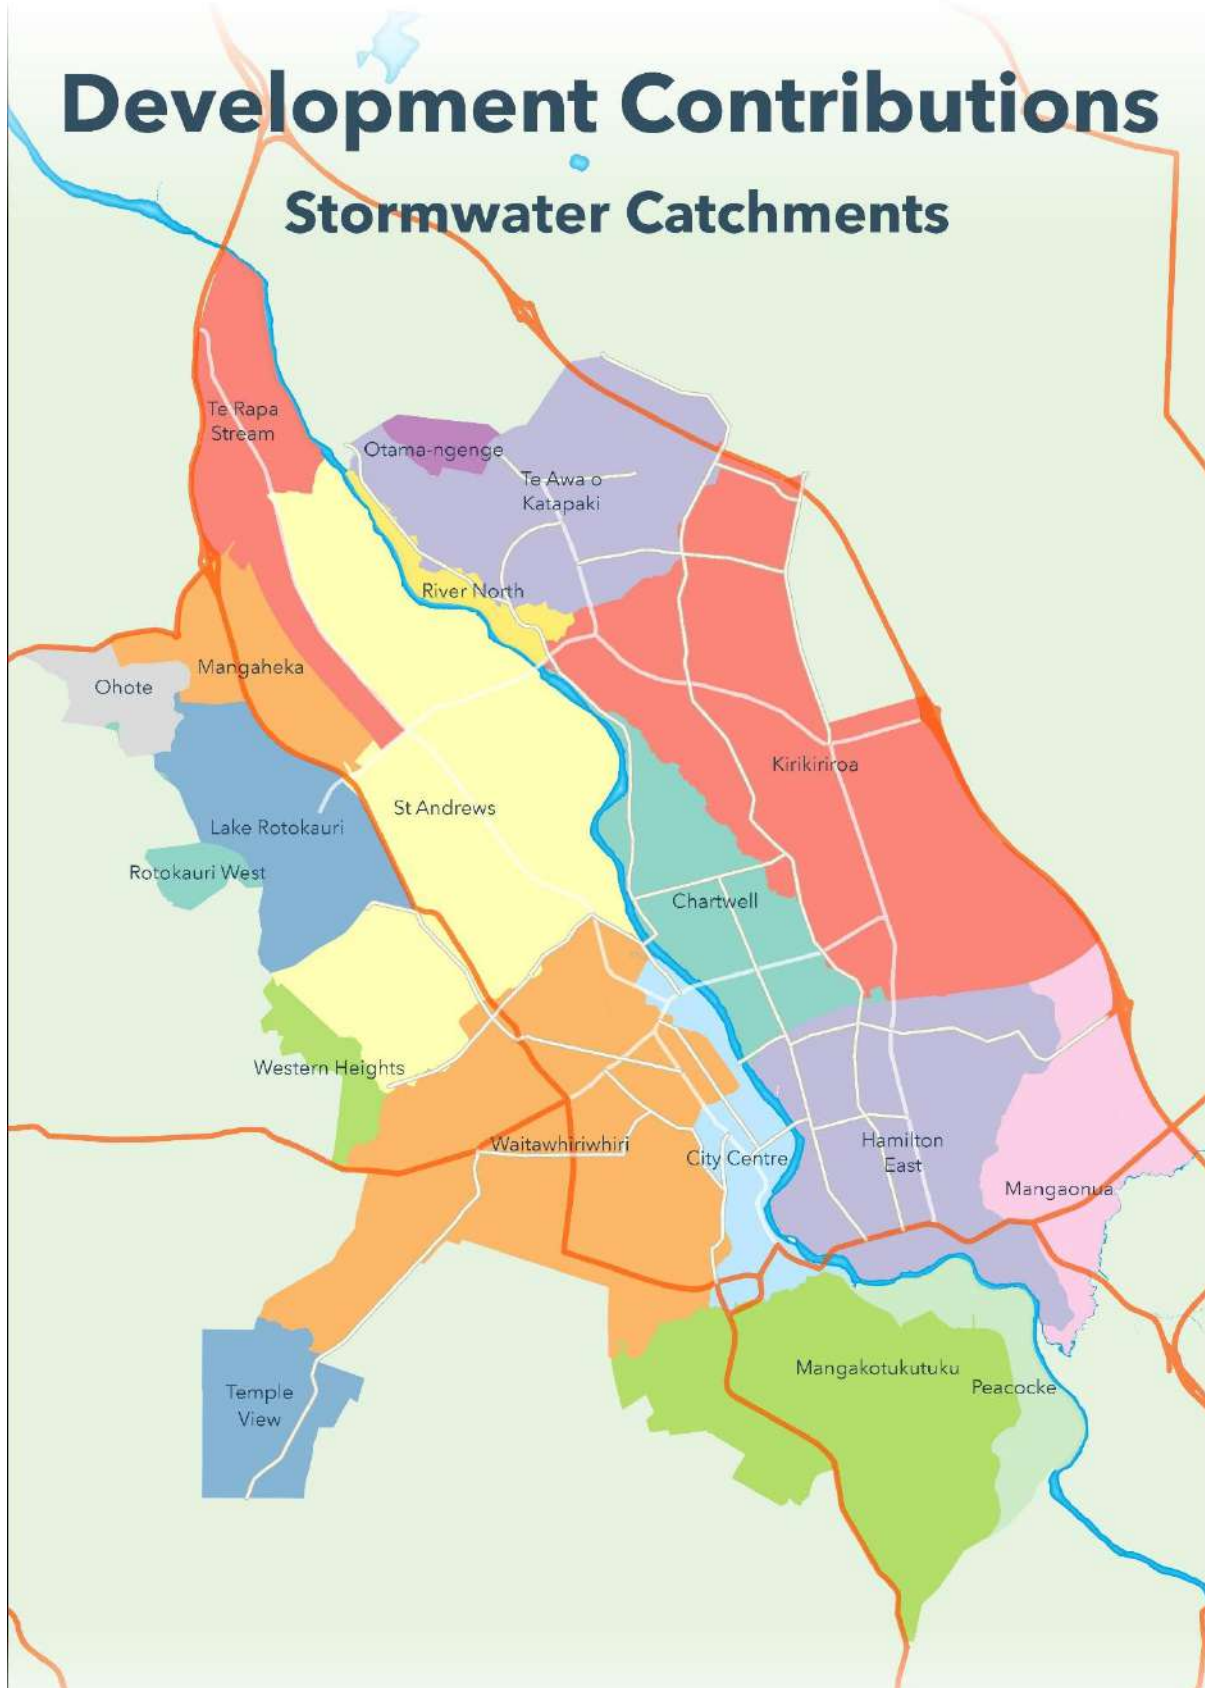 Development Contributions
Stormwater Catchments
Te Rapa
Stream
Otama-ngenge
Te Awa o
Katapaki
River North
Mangaheka
Ohote
Kirikiriroa
St Andrews
Lake Rotokauri
Rotokauri West
Chartwell
Western Heights
Waitawhiriwhiri
City Centre
Hamilton
East
Mangaonua
Mangakotukutuku
Peacocke
Temple
View